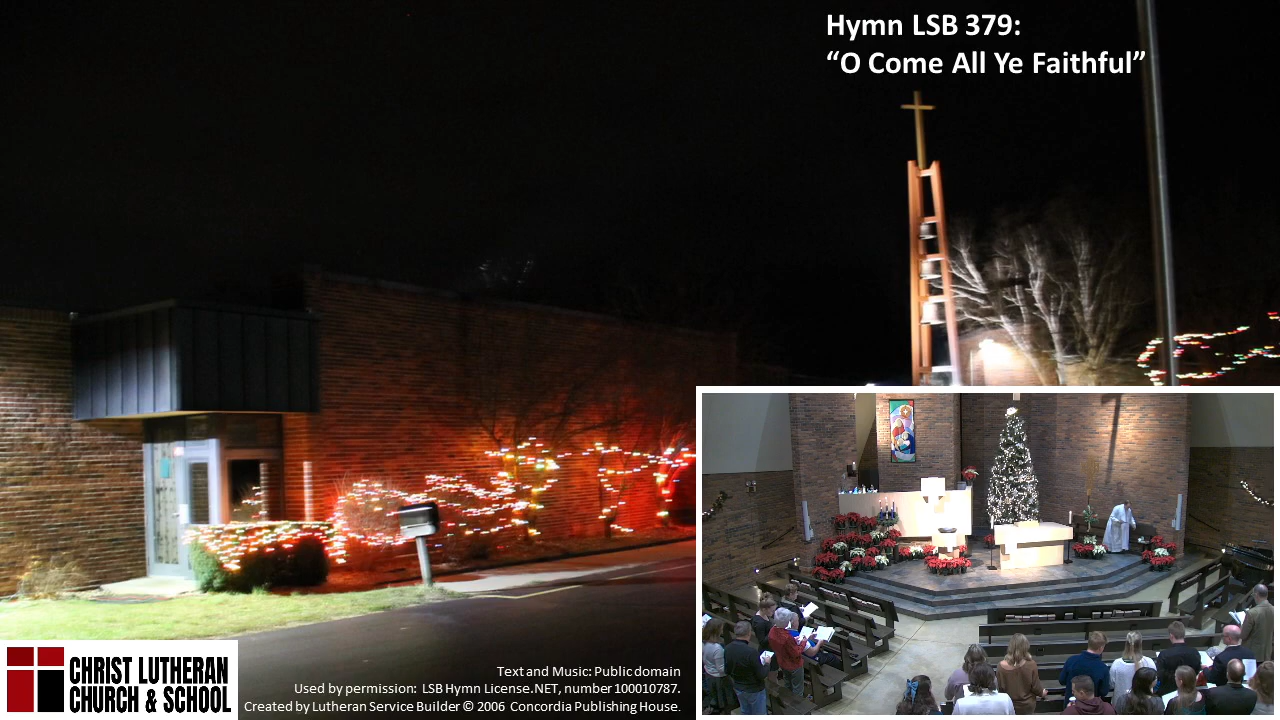 Hymn LSB 379:
“O Come All Ye Faithful”
CHRIST LUTHERAN
CHURCH & SCHOOL
Text and Music: Public domain
Used by permission: LSB Hymn License.NET, number 100010787.
Created by Lutheran Service Builder © 2006 Concordia Publishing House.